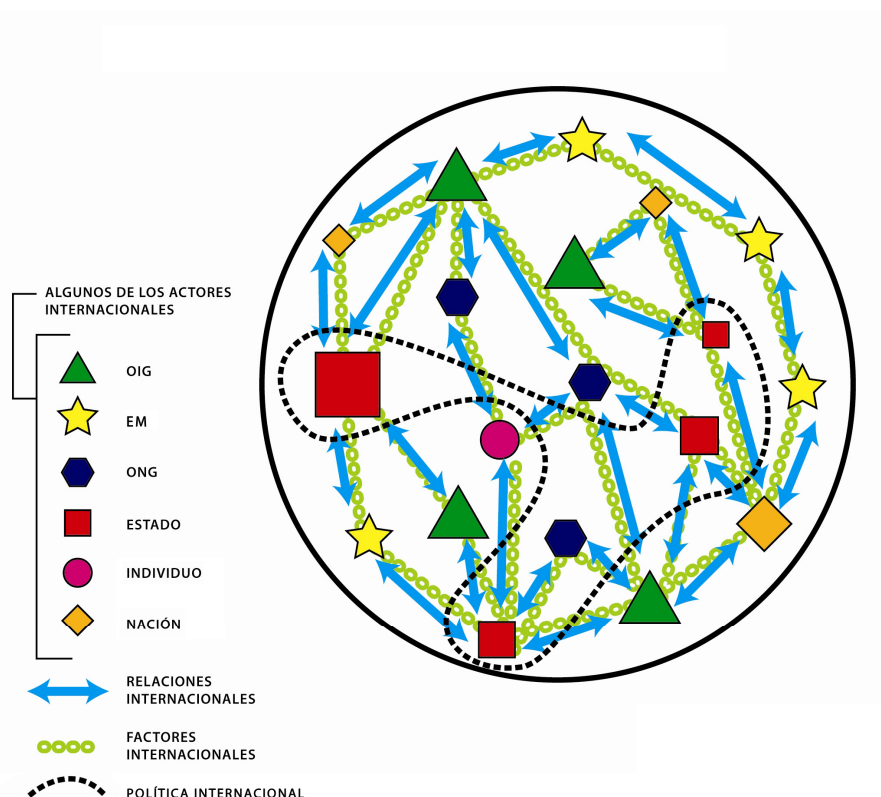 ALGUNOS DE LOS ACTORES
INTERNACIONALES
OIG
EM
ONG
ESTADO
INDIVIDUO
NACIÓN
RELACIONES
INTERNACIONALES
FACTORES
INTERNACIONALES
POLÍTICA INTERNACIONAL